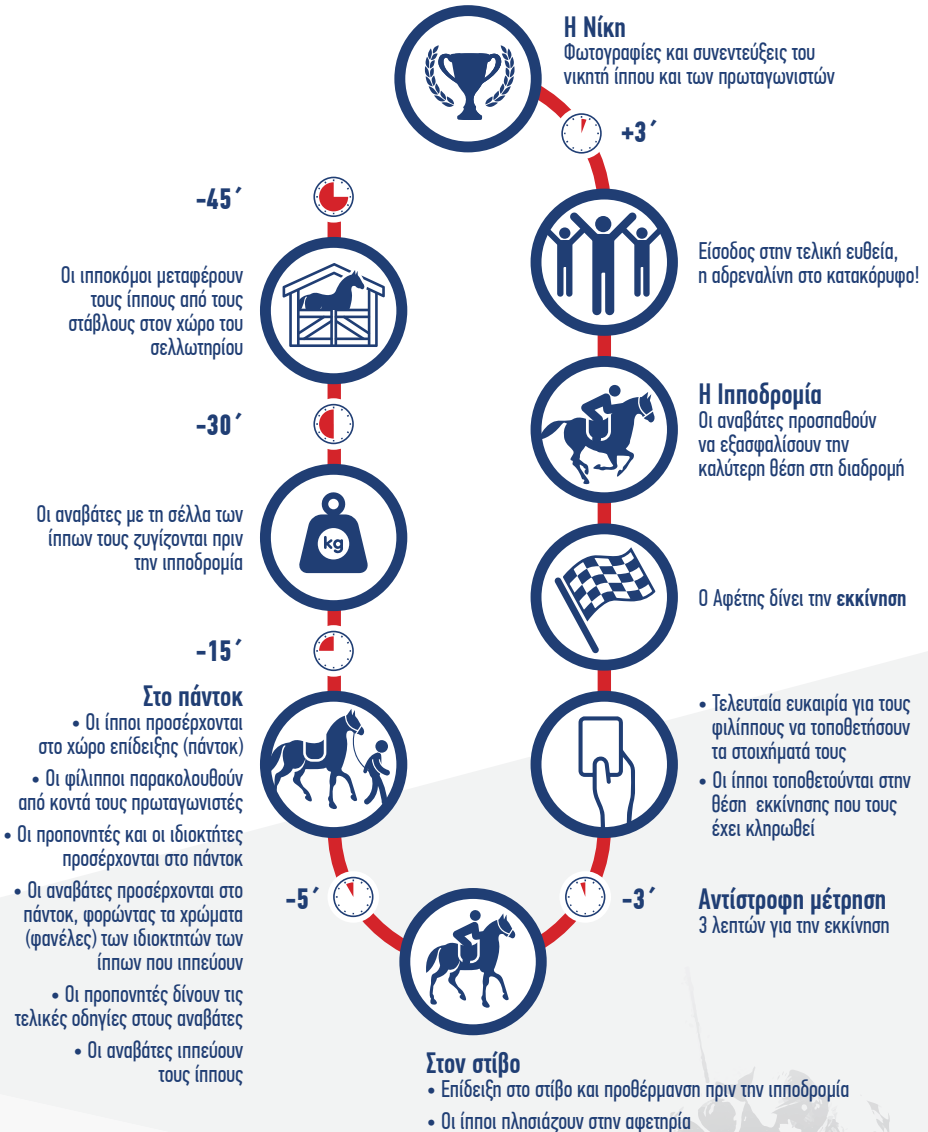 -45΄
Οι ιπποκόμοι μεταφέρουν
τους ίππους από τους
στάβλους στον χώρο του
σελλωτηρίου
-30΄
Οι αναβάτες με τη σέλλα των
ίππων τους ζυγίζονται πριν
την ιπποδρομία
kg
-15΄
Στο πάντοκ
• Οι ίπποι προσέρχονται
στο χώρο επίδειξης (πάντοκ)
• Οι φίλιπποι παρακολουθούν
από κοντά τους πρωταγωνιστές
• Οι προπονητές και οι ιδιοκτήτες
προσέρχονται στο πάντοκ
• Οι αναβάτες προσέρχονται στο
πάντοκ, φορώντας τα χρώματα
(φανέλες) των ιδιοκτητών των
ίππων που ιππεύουν
• Οι προπονητές δίνουν τις
τελικές οδηγίες στους αναβάτες
• Οι αναβάτες ιππεύουν
τους ίππους
-5΄
Στον στίβο
• Επίδειξη στο στίβο και προθέρμανση πριν την ιπποδρομία
• Οι ίπποι πλησιάζουν στην αφετηρία
-3΄
Αντίστροφη μέτρηση
3 λεπτών για την εκκίνηση
• Τελευταία ευκαιρία για τους
φιλίππους να τοποθετήσουν
τα στοιχήματά τους
• Οι ίπποι τοποθετούνται στην
θέση εκκίνησης που τους
έχει κληρωθεί
Ο Αφέτης δίνει την εκκίνηση
Η Ιπποδρομία
Οι αναβάτες προσπαθούν
να εξασφαλίσουν την
καλύτερη θέση στη διαδρομή
Είσοδος στην τελική ευθεία,
η αδρεναλίνη στο κατακόρυφο!
+3΄
Η Νίκη
Φωτογραφίες και συνεντεύξεις του
νικητή ίππου και των πρωταγωνιστών